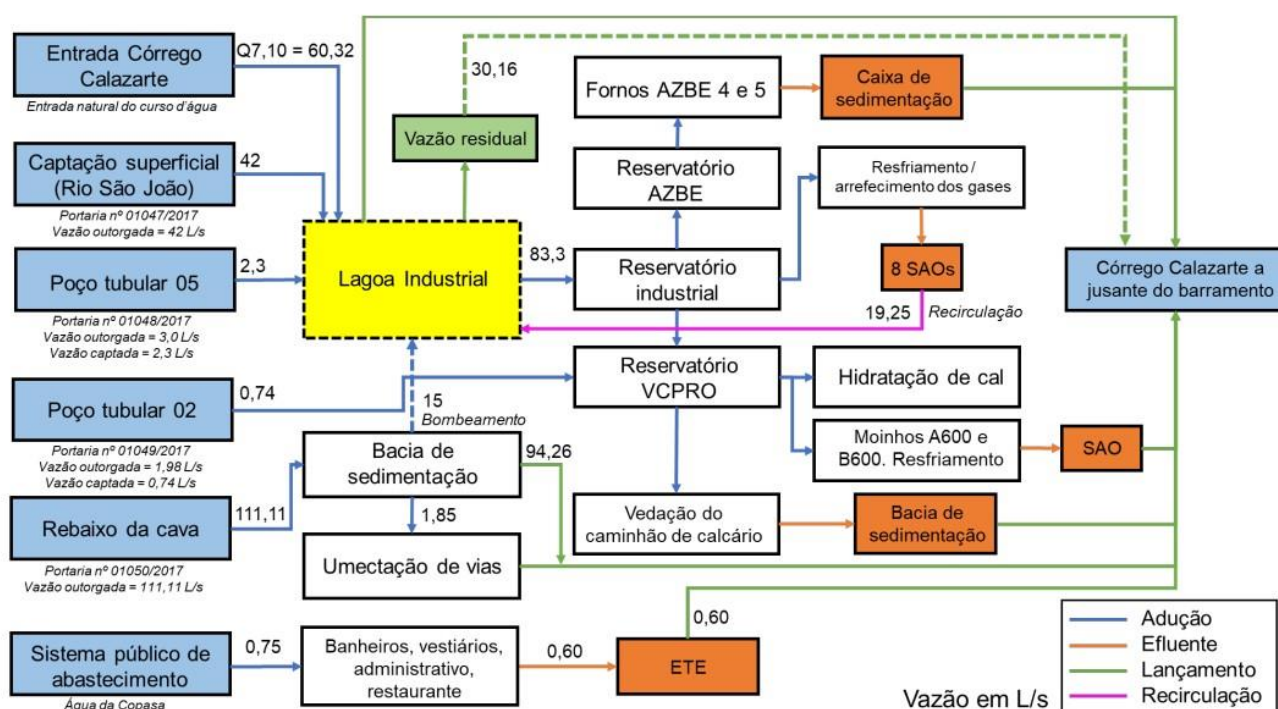 Entrada Córrego
Calazarte
Entrada natural do curso d'água
Q7,10 = 60,32
Captação superficial
(Rio São João)
42
Portaria nº 01047/2017
Vazão outorgada = 42 L/s
Poço tubular 05
2,3
Portaria nº 01048/2017
Vazão outorgada = 3,0 L/s
Vazão captada = 2,3 L/s
Poço tubular 02
0,74
Portaria nº 01049/2017
Vazão outorgada = 1,98 L/s
Vazão captada = 0,74 L/s
Rebaixo da cava
111,11
Portaria nº 01050/2017
Vazão outorgada = 111,11 L/s
Sistema público de
abastecimento
Água da Copasa
0,75
30,16
Vazão residual
Lagoa Industrial
83,3
15
Bombeamento
Bacia de
sedimentação
94,26
1,85
Umectação de vias
Banheiros, vestiários,
administrativo,
restaurante
0,60
ETE
0,60
Fornos AZBE 4 e 5
Caixa de
sedimentação
Reservatório
AZBE
Resfriamento /
arrefecimento dos gases
Reservatório
industrial
8 SAOs
19,25
Recirculação
Córrego Calazarte a
jusante do barramento
Reservatório
VCPRO
Hidratação de cal
Moinhos A600 e
B600. Resfriamento
SAO
Vedação do
caminhão de calcário
Bacia de
sedimentação
Vazão em L/s
Adução
Efluente
Lançamento
Recirculação